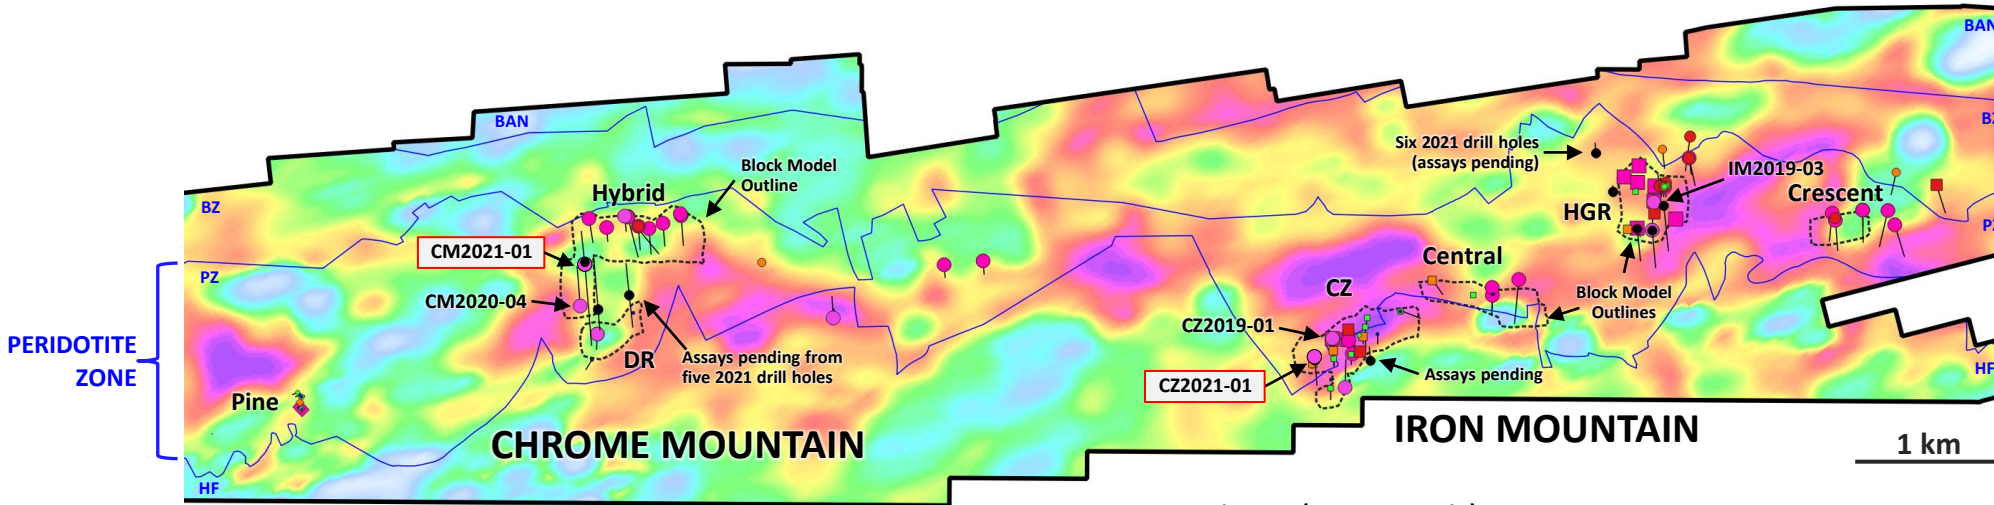 BAN
BAN
Block Model
Outline
Hybrid
BZ
CM2021-01
PZ
CM2020-04
PERIDOTITE
ZONE
DR
Assays pending from
five 2021 drill holes
Pine
CHROME MOUNTAIN
HF
Six 2021 drill holes
(assays pending)
IM2019-03
Crescent
HGR
Central
CZ
CZ2019-01
Block Model
Outlines
CZ2021-01
Assays pending
IRON MOUNTAIN
1 km
HF